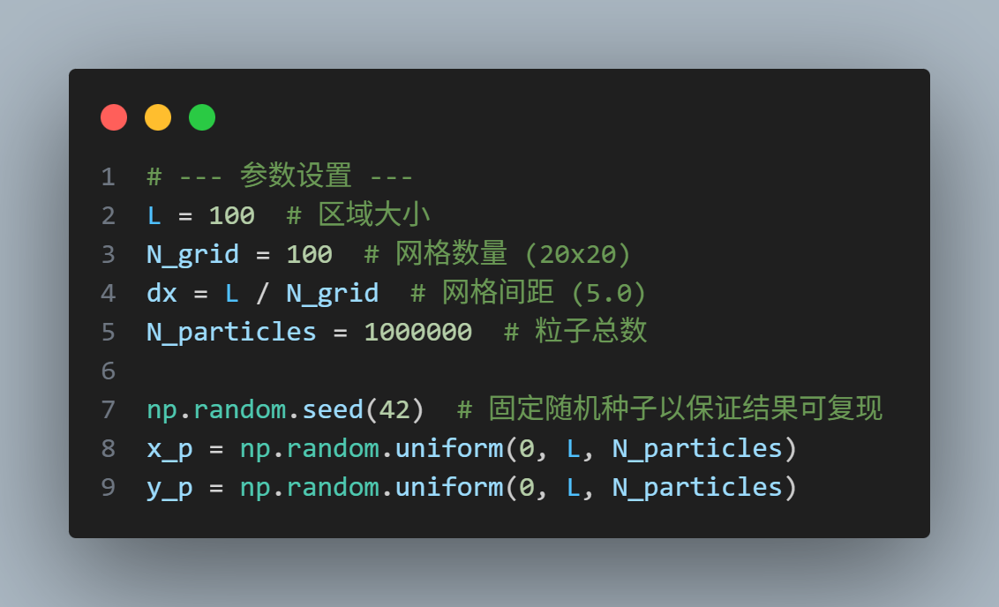 1 # --- 参数设置 ---
2 L = 100  # 区域大小
3 N_grid = 100  # 网格数量 (20x20)
4 dx = L / N_grid  # 网格间距 (5.0)
5 N_particles = 1000000  # 粒子总数
6
7 np.random.seed(42)  # 固定随机种子以保证结果可复现
8 x_p = np.random.uniform(0, L, N_particles)
9 y_p = np.random.uniform(0, L, N_particles)